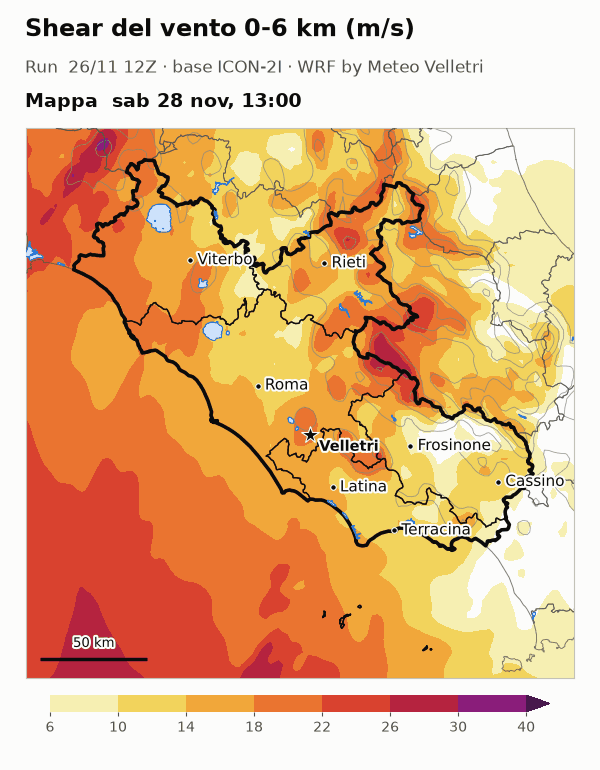 Shear del vento 0-6 km (m/s)
Run  26/11 12Z · base ICON-2I · WRF by Meteo Velletri
Mappa  sab 28 nov, 13:00
Viterbo
Rieti
Roma
Velletri
Frosinone
Cassino
Latina
Terracina
50 km
6 10 14 18 22 26 30 40